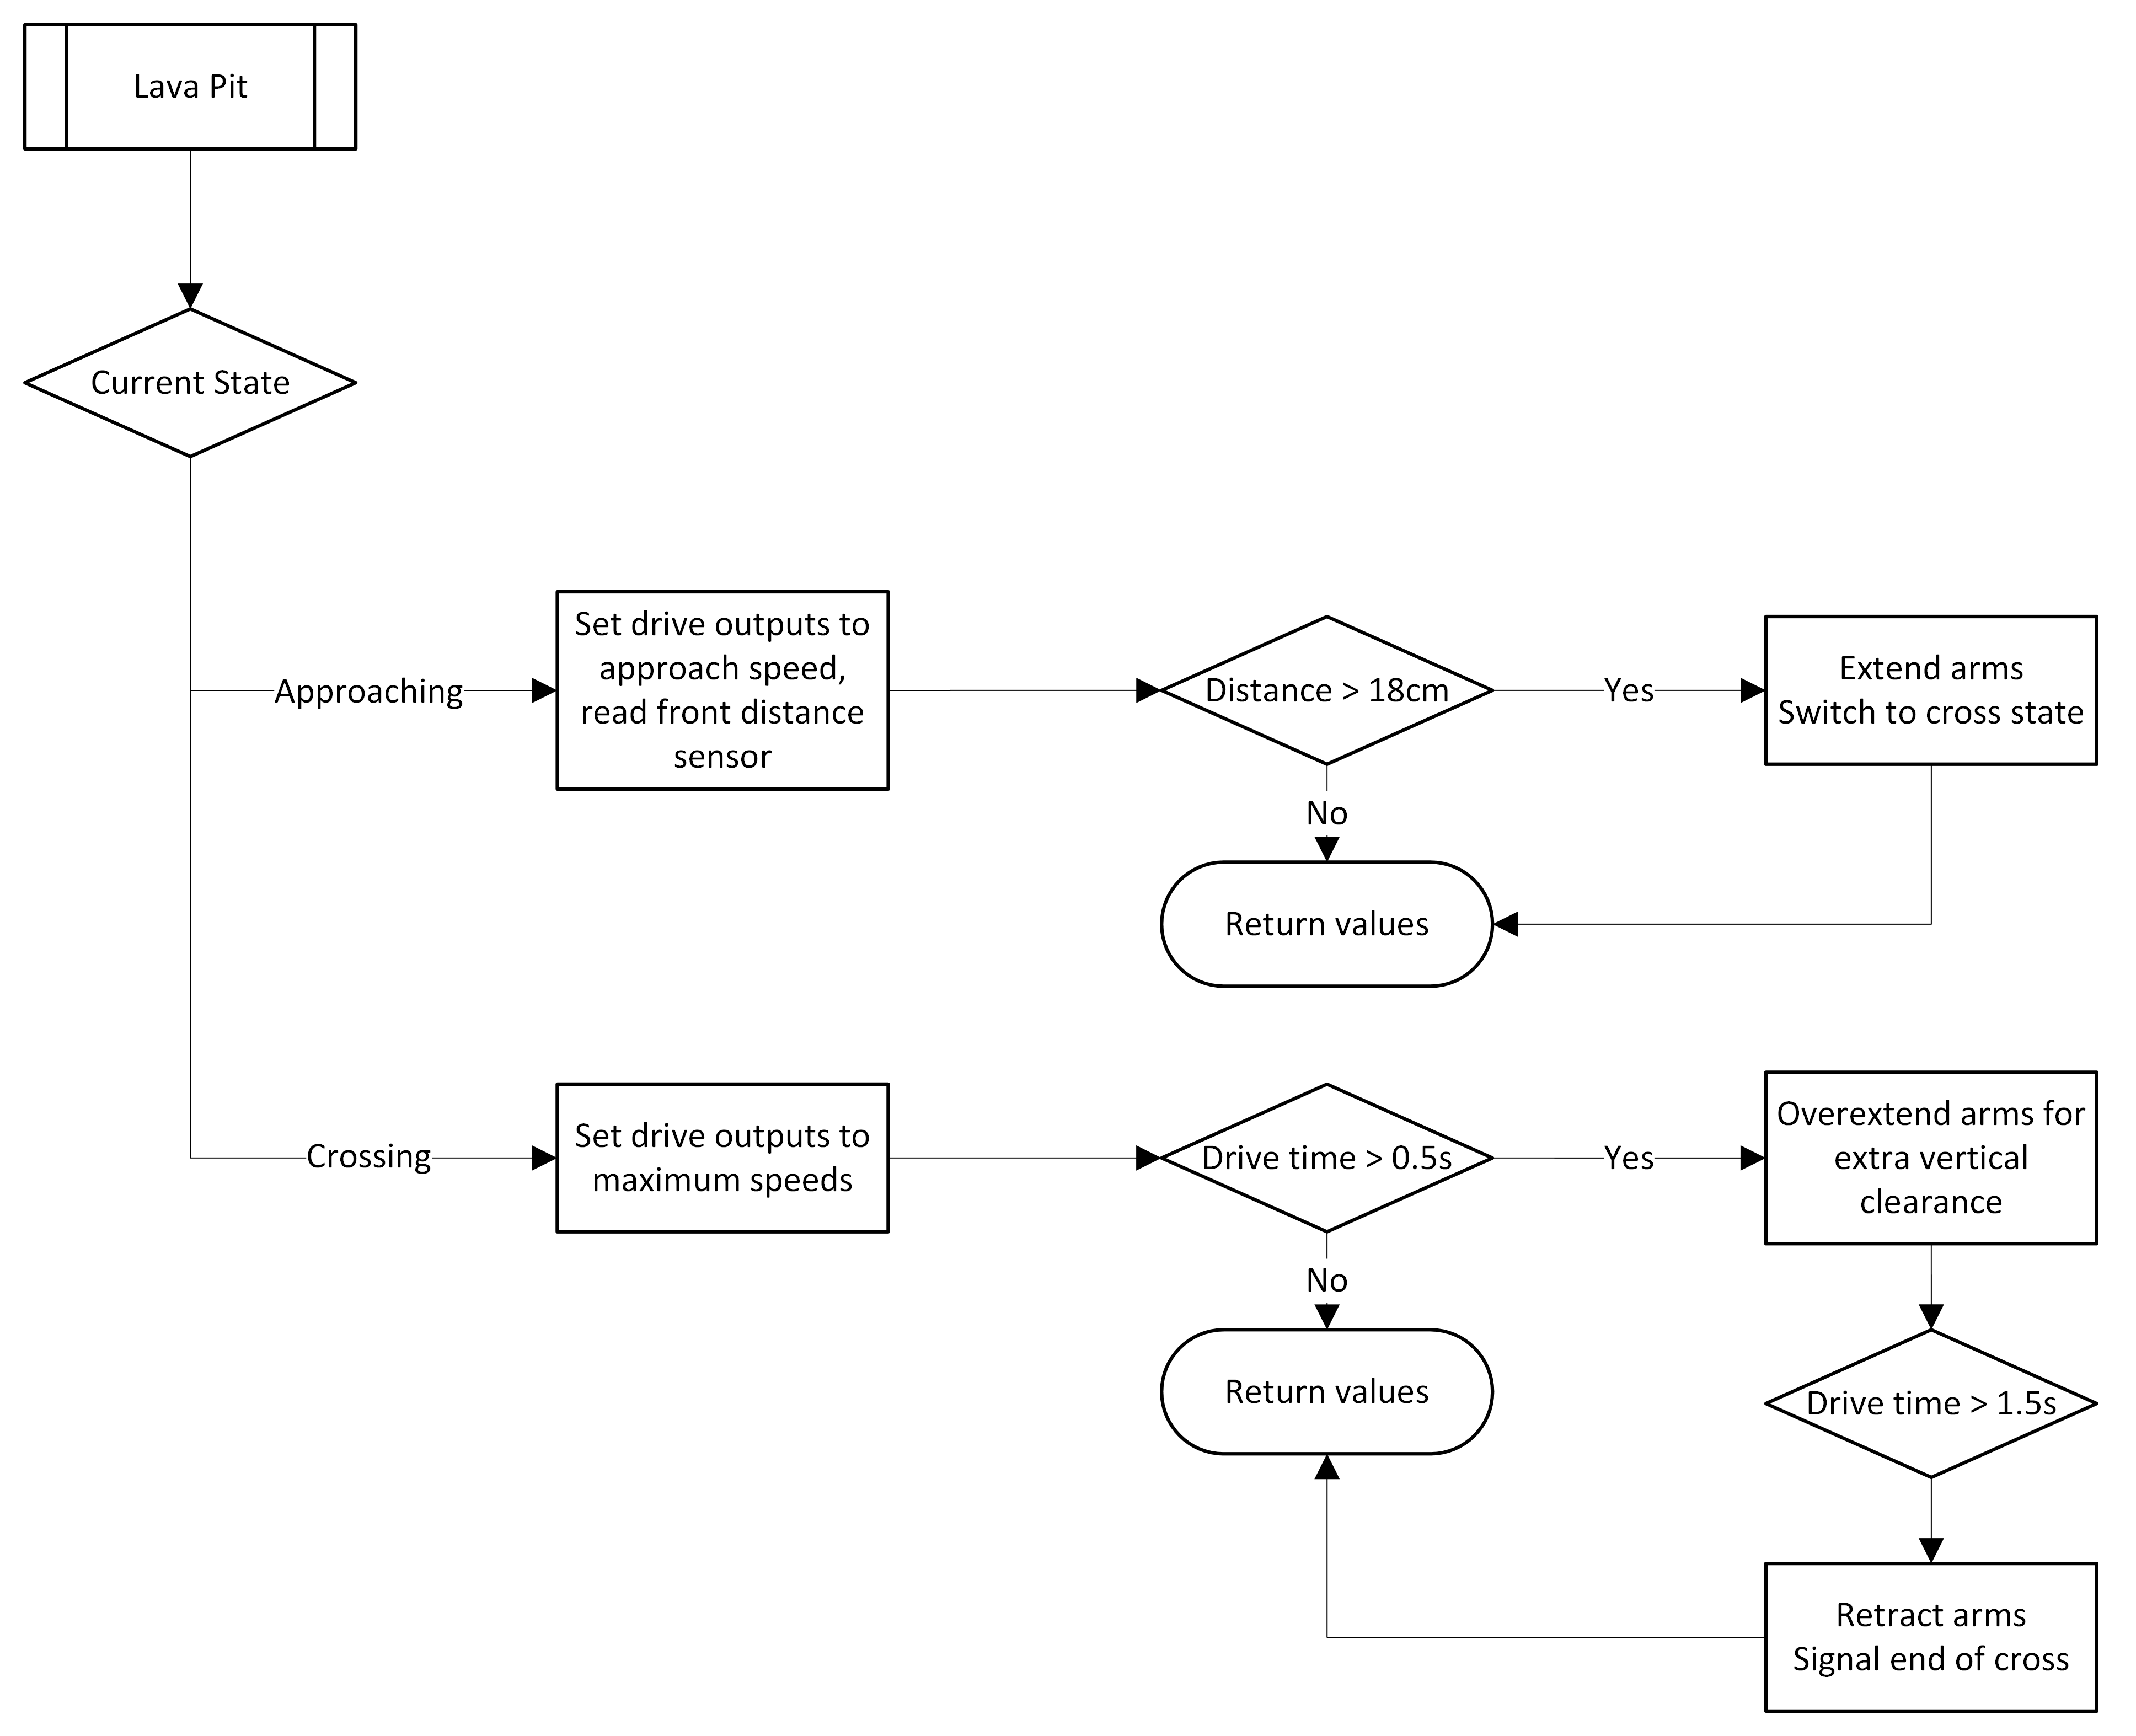 Lava Pit
Current State
Approaching
Set drive outputs to
approach speed,
read front distance
sensor
Distance > 18cm
Yes
Extend arms
Switch to cross state
No
Return values
Crossing
Set drive outputs to
maximum speeds
Drive time > 0.5s
Yes
Overextend arms for
extra vertical
clearance
No
Return values
Drive time > 1.5s
Retract arms
Signal end of cross